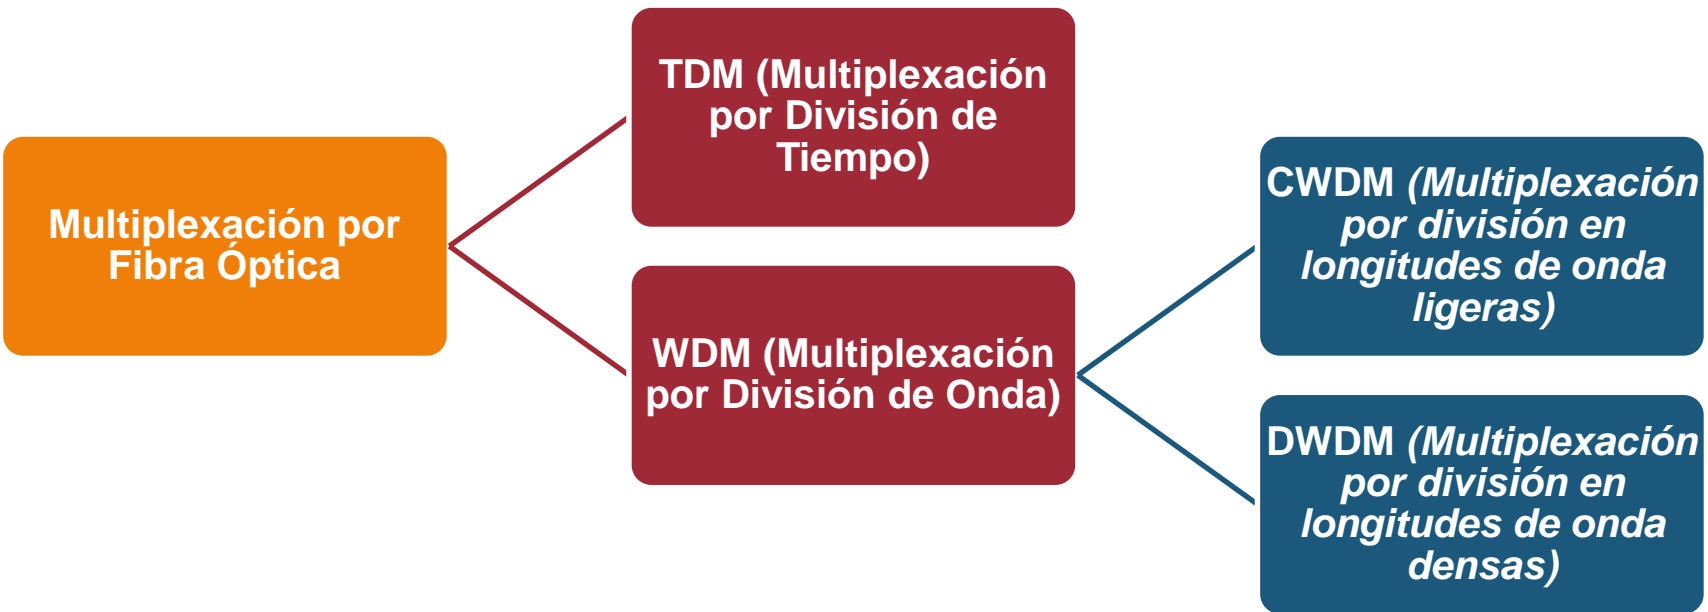 Multiplexación por
Fibra Óptica
TDM (Multiplexación
por División de
Tiempo)
WDM (Multiplexación
por División de Onda)
CWDM (Multiplexación
por división en
longitudes de onda
ligeras)
DWDM (Multiplexación
por división en
longitudes de onda
densas)